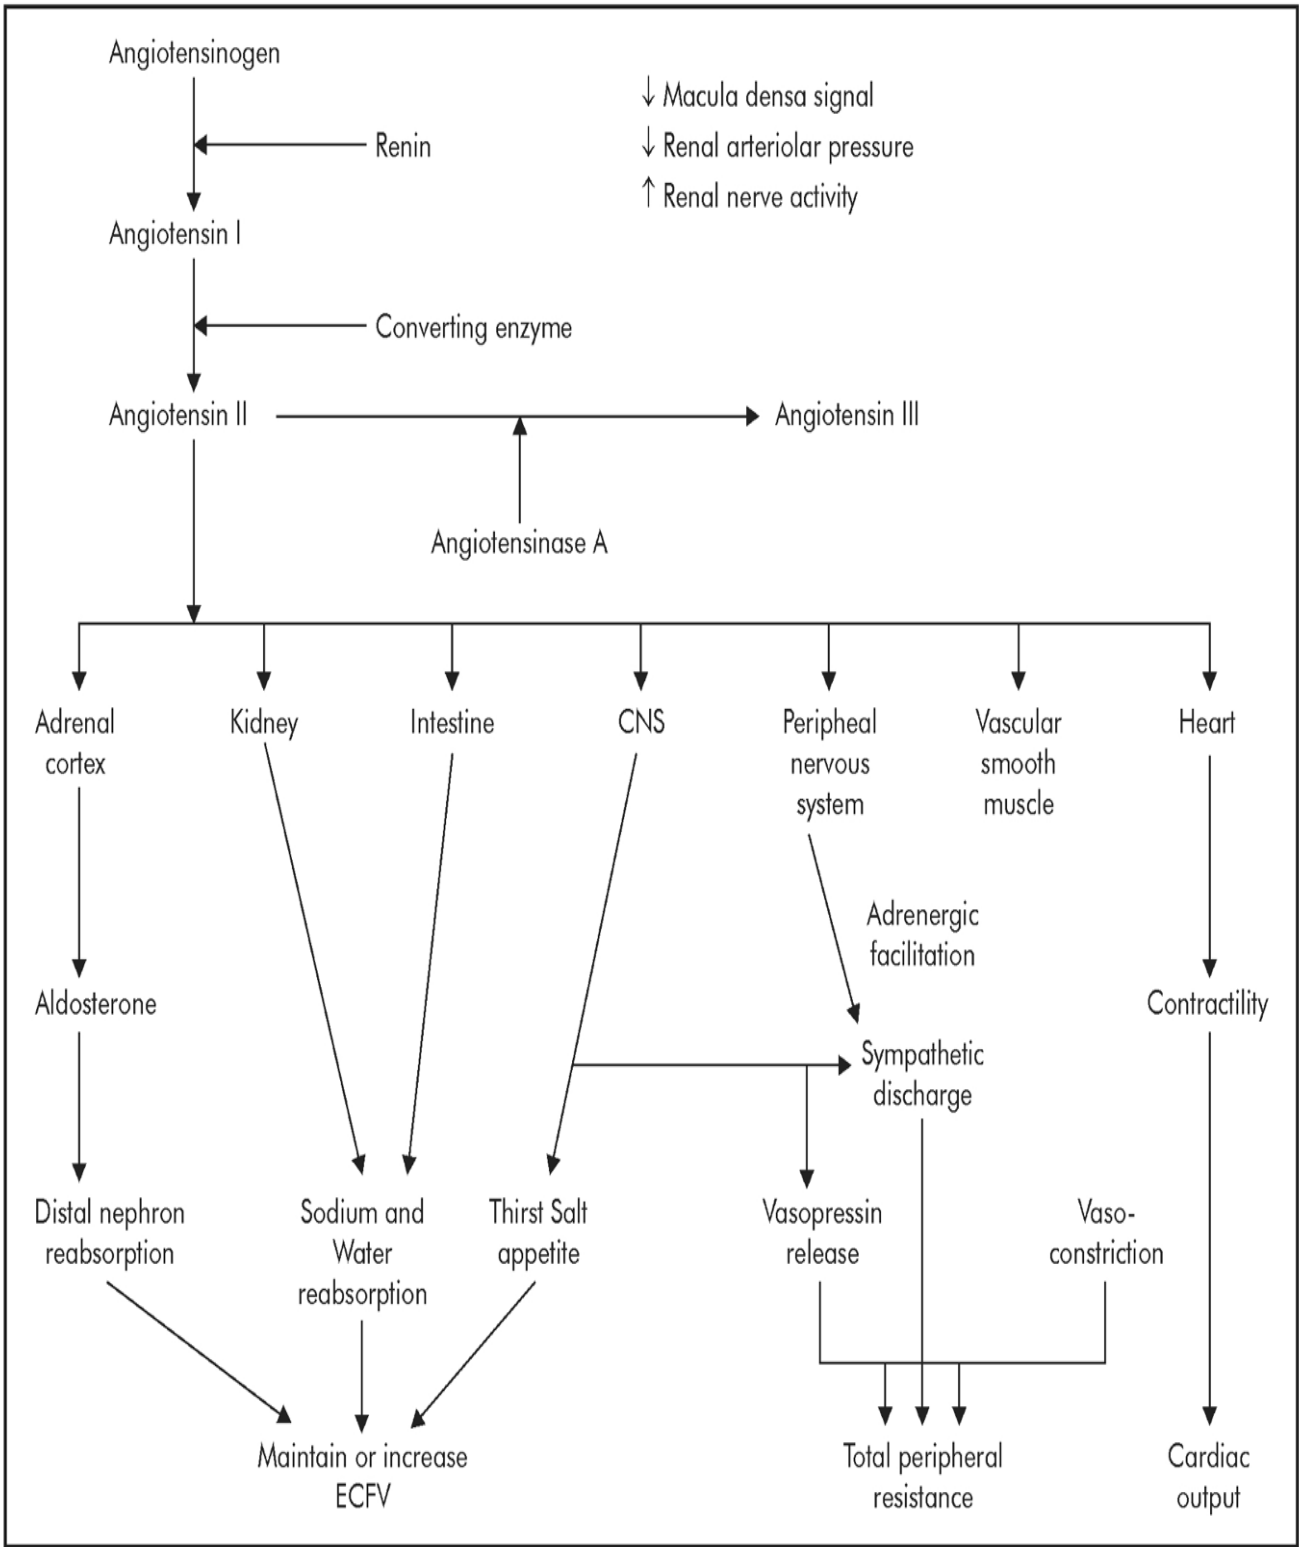 Angiotensinogen
↓ Macula densa signal
Renin
↓ Renal arteriolar pressure
↑ Renal nerve activity
Angiotensin I
Converting enzyme
Angiotensin II
Angiotensin III
Angiotensinase A
Adrenal
cortex
Kidney
Intestine
CNS
Peripheal
nervous
system
Vascular
smooth
muscle
Heart
Adrenergic
facilitation
Aldosterone
Contractility
Sympathetic
discharge
Distal nephron
reabsorption
Sodium and
Water
reabsorption
Thirst Salt
appetite
Vasopressin
release
Vaso-
constriction
Maintain or increase
ECFV
Total peripheral
resistance
Cardiac
output